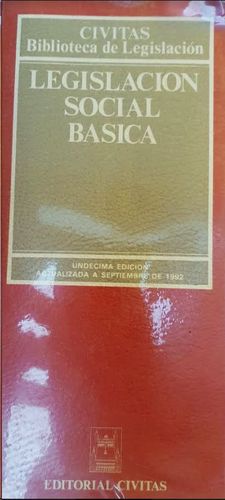 CIVITAS
Biblioteca de Legislación
LEGISLACION
SOCIAL
BASICA
UNDECIMA EDICION
ACTUALIZADA A SEPTIEMBRE DE 1992
EDITORIAL CIVITAS